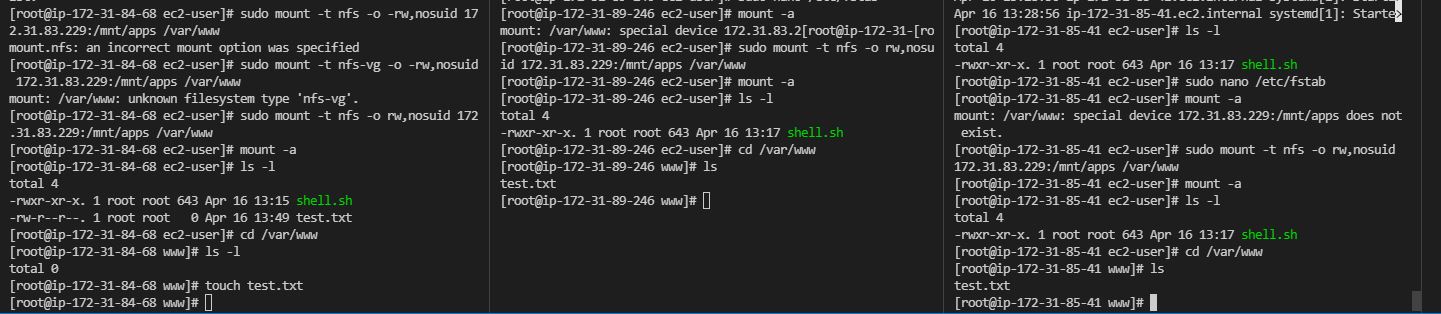 [root@ip-172-31-84-68 ec2-user]# sudo mount -t nfs -o -rw,nosuid 17
2.31.83.229:/mnt/apps /var/www
mount.nfs: an incorrect mount option was specified
[root@ip-172-31-84-68 ec2-user]# sudo mount -t nfs-vg -o -rw,nosuid
 172.31.83.229:/mnt/apps /var/www
mount: /var/www: unknown filesystem type 'nfs-vg'.
[root@ip-172-31-84-68 ec2-user]# sudo mount -t nfs -o rw,nosuid 172
.31.83.229:/mnt/apps /var/www
[root@ip-172-31-84-68 ec2-user]# mount -a
[root@ip-172-31-84-68 ec2-user]# ls -l
total 4
-rwxr-xr-x. 1 root root 643 Apr 16 13:15 shell.sh
-rw-r--r--. 1 root root   0 Apr 16 13:49 test.txt
[root@ip-172-31-84-68 ec2-user]# cd /var/www
[root@ip-172-31-84-68 www]# ls -l
total 0
[root@ip-172-31-84-68 www]# touch test.txt
[root@ip-172-31-84-68 www]#
[root@ip-172-31-89-246 ec2-user]# mount -a
mount: /var/www: special device 172.31.83.2[root@ip-172-31-[ro
[root@ip-172-31-89-246 ec2-user]# sudo mount -t nfs -o rw,nosu
id 172.31.83.229:/mnt/apps /var/www
[root@ip-172-31-89-246 ec2-user]# mount -a
[root@ip-172-31-89-246 ec2-user]# ls -l
total 4
-rwxr-xr-x. 1 root root 643 Apr 16 13:17 shell.sh
[root@ip-172-31-89-246 ec2-user]# cd /var/www
[root@ip-172-31-89-246 www]# ls
test.txt
[root@ip-172-31-89-246 www]#
Apr 16 13:28:56 ip-172-31-85-41.ec2.internal systemd[1]: Starte>
[root@ip-172-31-85-41 ec2-user]# ls -l
total 4
-rwxr-xr-x. 1 root root 643 Apr 16 13:17 shell.sh
[root@ip-172-31-85-41 ec2-user]# sudo nano /etc/fstab
[root@ip-172-31-85-41 ec2-user]# mount -a
mount: /var/www: special device 172.31.83.229:/mnt/apps does not
 exist.
[root@ip-172-31-85-41 ec2-user]# sudo mount -t nfs -o rw,nosuid
172.31.83.229:/mnt/apps /var/www
[root@ip-172-31-85-41 ec2-user]# mount -a
[root@ip-172-31-85-41 ec2-user]# ls -l
total 4
-rwxr-xr-x. 1 root root 643 Apr 16 13:17 shell.sh
[root@ip-172-31-85-41 ec2-user]# cd /var/www
[root@ip-172-31-85-41 www]# ls
test.txt
[root@ip-172-31-85-41 www]#